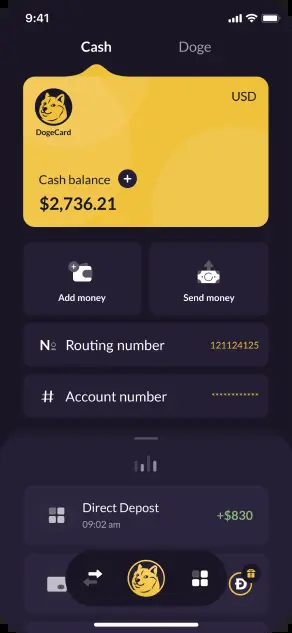 9:41
Cash
Doge
USD
DogeCard
Cash balance
$2,736.21
Add money
Send money
№ Routing number 121124125
# Account number ************
Direct Depost +$830
09:02 am